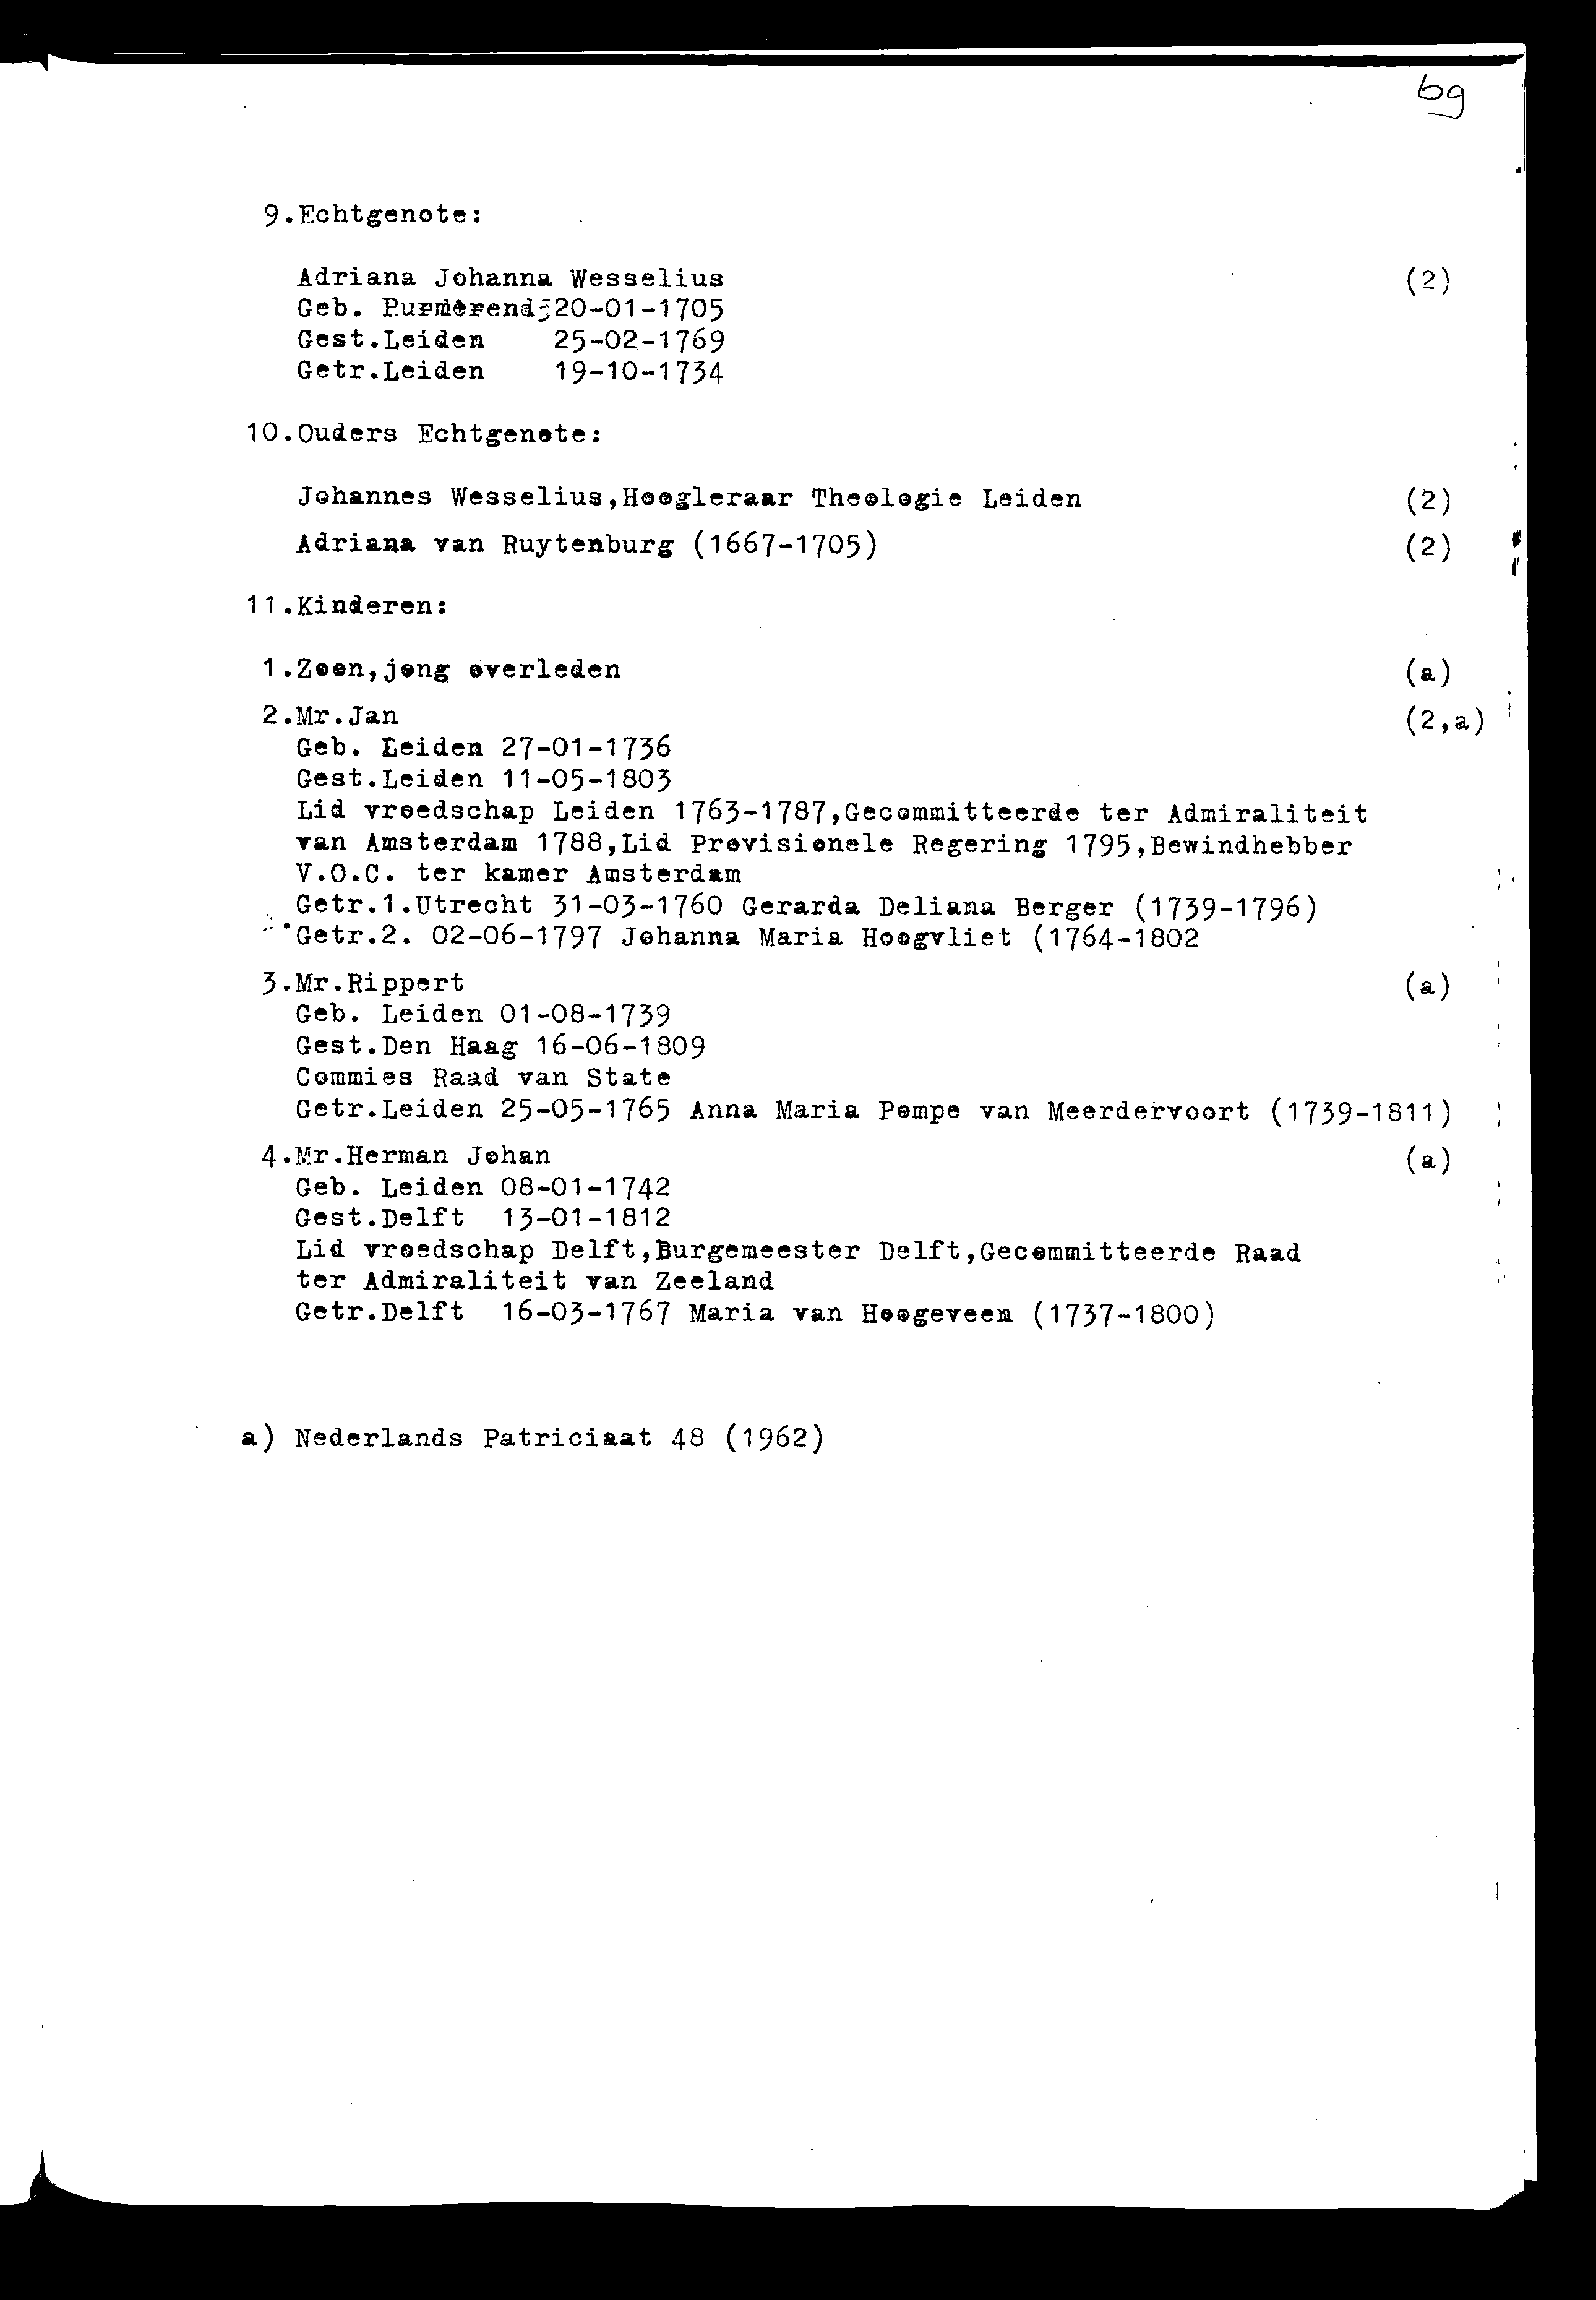 69
9.Echtgenote:
Adriana Johanna Wesselius (2)
Geb. Purmerend 20-01-1705
Gest.Leiden 25-02-1769
Getr.Leiden 19-10-1734
10.Ouders Echtgenote:
Johannes Wesselius,Hoogleraar Theologie Leiden (2)
Adriana van Ruytenburg (1667-1705) (2)
11.Kinderen:
1.Zoon,jong overleden (a)
2.Mr.Jan (2,a)
Geb. Leiden 27-01-1736
Gest.Leiden 11-05-1803
Lid vroedschap Leiden 1763-1787,Gecommitteerde ter Admiraliteit
van Amsterdam 1788,Lid Provisionele Regering 1795,Bewindhebber
V.O.C. ter kamer Amsterdam
Getr.1.Utrecht 31-03-1760 Gerarda Deliana Berger (1739-1796)
Getr.2. 02-06-1797 Johanna Maria Hoogvliet (1764-1802
3.Mr.Rippert (a)
Geb. Leiden 01-08-1739
Gest.Den Haag 16-06-1809
Commies Raad van State
Getr.Leiden 25-05-1765 Anna Maria Pompe van Meerdervoort (1739-1811)
4.Mr.Herman Johan (a)
Geb. Leiden 08-01-1742
Gest.Delft 13-01-1812
Lid vroedschap Delft,Burgemeester Delft,Gecommitteerde Raad
ter Admiraliteit van Zeeland
Getr.Delft 16-03-1767 Maria van Hoogeveen (1737-1800)
a) Nederlands Patriciaat 48 (1962)